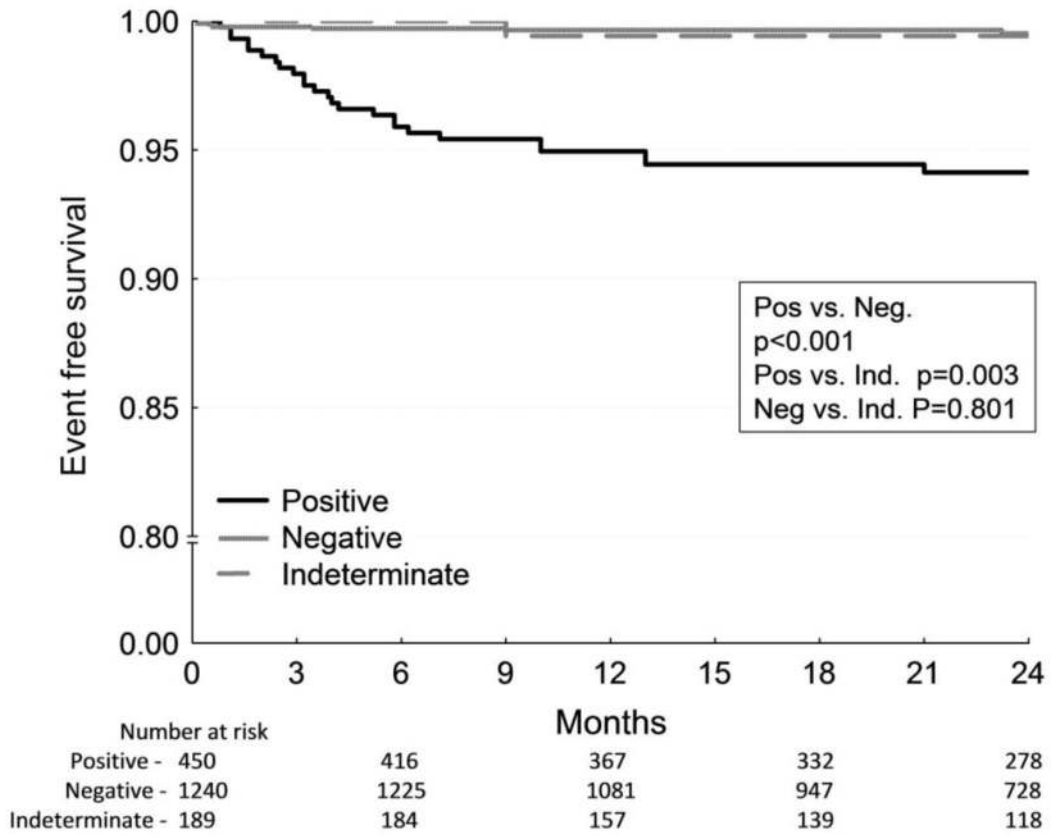 1.00
0.95
0.90
0.85
0.80
0.00
Event free survival
Pos vs. Neg.
p<0.001
Pos vs. Ind. p=0.003
Neg vs. Ind. P=0.801
Positive
Negative
Indeterminate
0 3 6 9 12 15 18 21 24
Months
Number at risk
Positive - 450 416 367 332 278
Negative - 1240 1225 1081 947 728
Indeterminate - 189 184 157 139 118